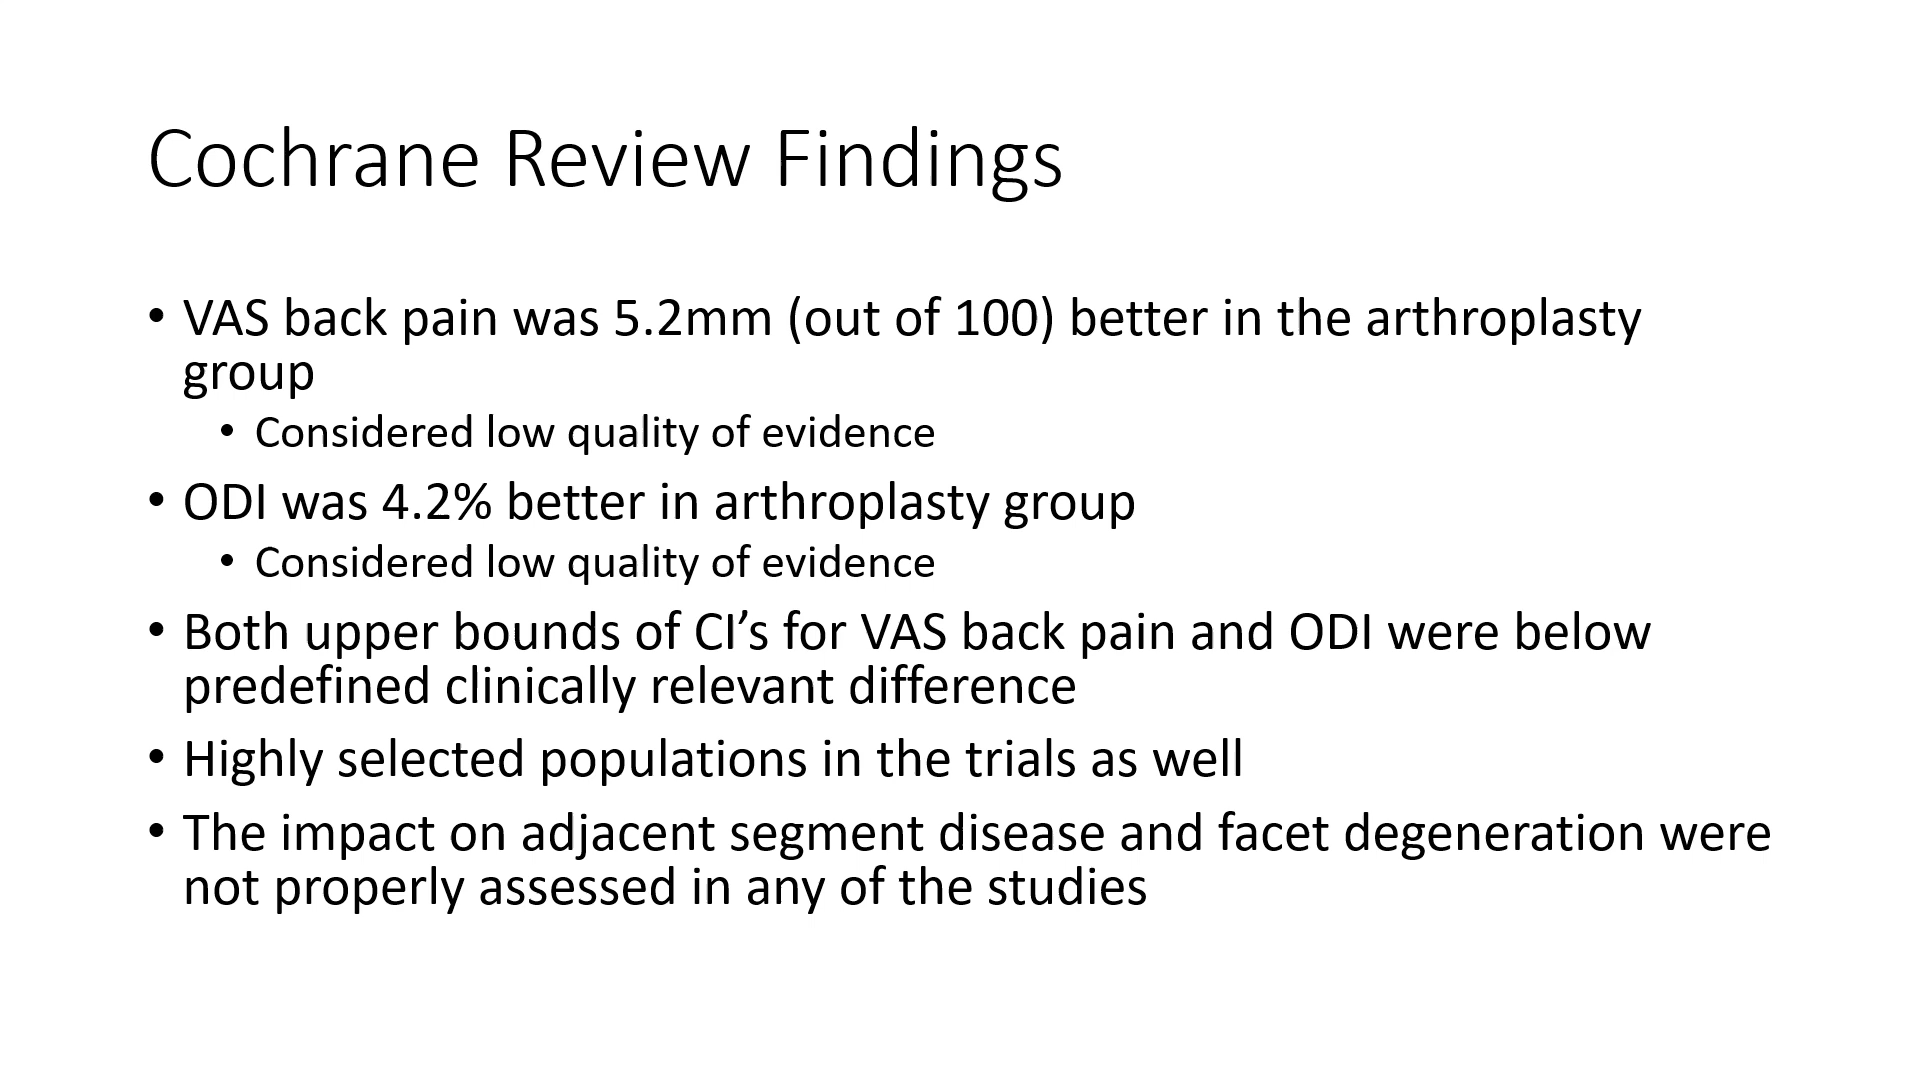 Cochrane Review Findings
• VAS back pain was 5.2mm (out of 100) better in the arthroplasty
group
• Considered low quality of evidence
• ODI was 4.2% better in arthroplasty group
• Considered low quality of evidence
• Both upper bounds of CI’s for VAS back pain and ODI were below
predefined clinically relevant difference
• Highly selected populations in the trials as well
• The impact on adjacent segment disease and facet degeneration were
not properly assessed in any of the studies